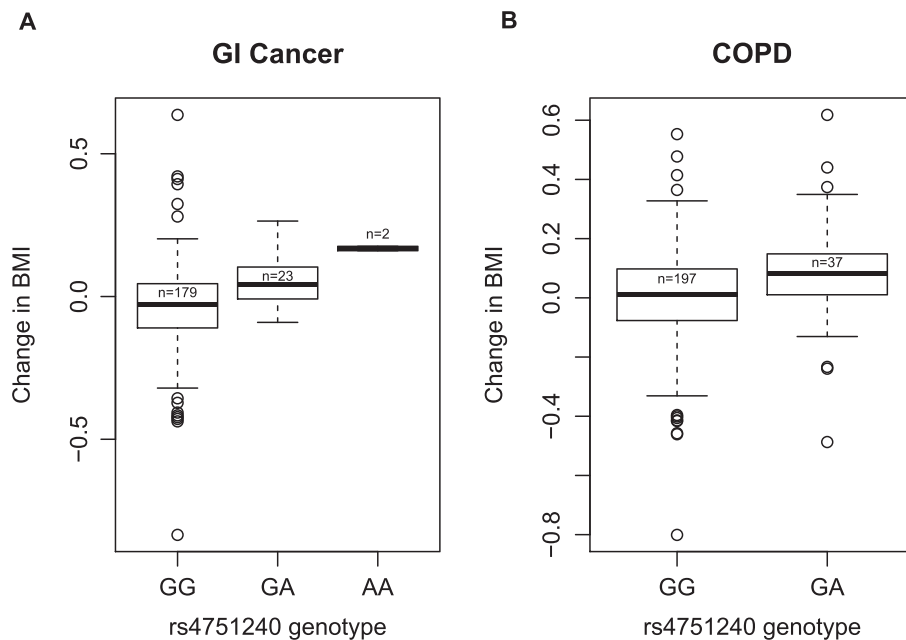 A
GI Cancer
Change in BMI
0.5
0.0
−0.5
n=179
n=23
n=2
GG GA AA
rs4751240 genotype
B
COPD
Change in BMI
0.6
0.4
0.2
0.0
−0.4
−0.8
n=197
n=37
GG GA
rs4751240 genotype